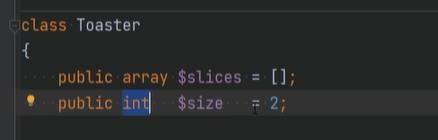 class Toaster
{
    public array $slices = [];
    public int   $size   = 2;